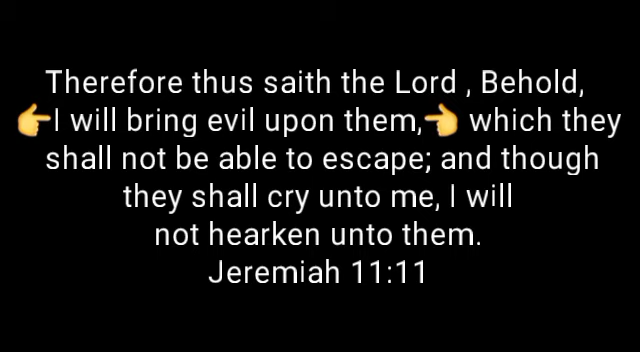 Therefore thus saith the Lord , Behold,
👉I will bring evil upon them,👈 which they
shall not be able to escape; and though
they shall cry unto me, I will
not hearken unto them.
Jeremiah 11:11